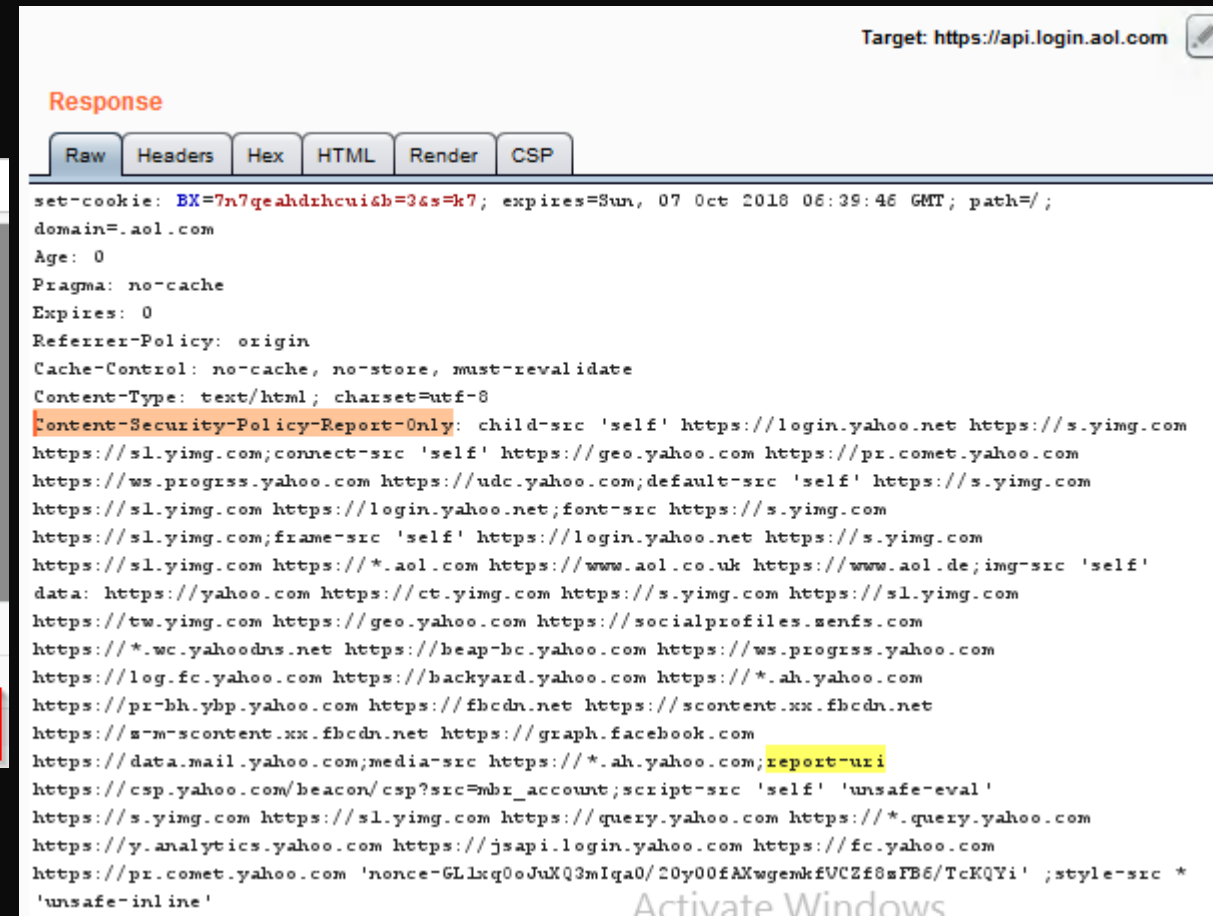 Target: https://api.login.aol.com
Response
Raw Headers Hex HTML Render CSP
set-cookie: BX=7n7qeahdrhcui&b=3&s=k7; expires=Sun, 07 Oct 2018 06:39:46 GMT; path=/;
domain=.aol.com
Age: 0
Pragma: no-cache
Expires: 0
Referrer-Policy: origin
Cache-Control: no-cache, no-store, must-revalidate
Content-Type: text/html; charset=utf-8
Content-Security-Policy-Report-Only: child-src 'self' https://login.yahoo.net https://s.yimg.com
https://s1.yimg.com;connect-src 'self' https://geo.yahoo.com https://pr.comet.yahoo.com
https://ws.progrss.yahoo.com https://udc.yahoo.com;default-src 'self' https://s.yimg.com
https://s1.yimg.com https://login.yahoo.net;font-src https://s.yimg.com
https://s1.yimg.com;frame-src 'self' https://login.yahoo.net https://s.yimg.com
https://s1.yimg.com https://*.aol.com https://www.aol.co.uk https://www.aol.de;img-src 'self'
data: https://yahoo.com https://ct.yimg.com https://s.yimg.com https://s1.yimg.com
https://tw.yimg.com https://geo.yahoo.com https://socialprofiles.zenfs.com
https://*.wc.yahoodns.net https://beap-bc.yahoo.com https://ws.progrss.yahoo.com
https://log.fc.yahoo.com https://backyard.yahoo.com https://*.ah.yahoo.com
https://pr-bh.ybp.yahoo.com https://fbcdn.net https://scontent.xx.fbcdn.net
https://z-m-scontent.xx.fbcdn.net https://graph.facebook.com
https://data.mail.yahoo.com;media-src https://*.ah.yahoo.com;report-uri
https://csp.yahoo.com/beacon/csp?src=mbr_account;script-src 'self' 'unsafe-eval'
https://s.yimg.com https://s1.yimg.com https://query.yahoo.com https://*.query.yahoo.com
https://y.analytics.yahoo.com https://jsapi.login.yahoo.com https://fc.yahoo.com
https://pr.comet.yahoo.com 'nonce-GL1xq0oJuXQ3mIqa0/20y00fAXwgemkfVCZf8zFB6/TcKQYi' ;style-src *
'unsafe-inline'
Activate Windows